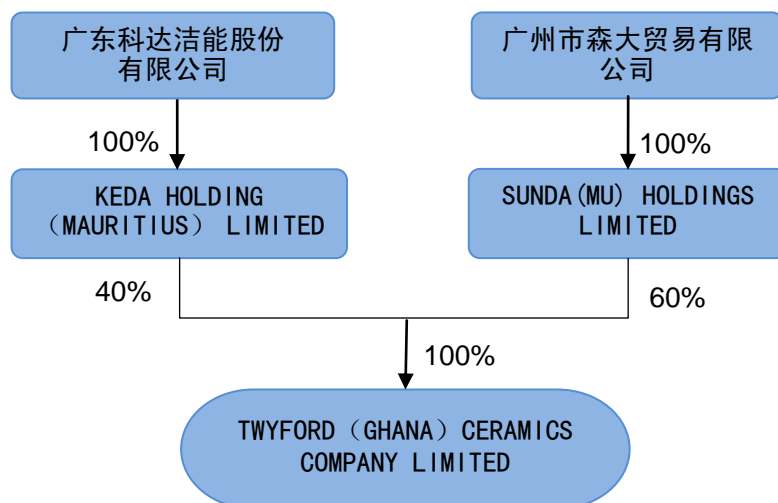 广东科达洁能股份
有限公司
广州市森大贸易有限
公司
100%
100%
KEDA HOLDING
（MAURITIUS） LIMITED
SUNDA(MU) HOLDINGS
LIMITED
40%
60%
100%
TWYFORD（GHANA）CERAMICS
COMPANY LIMITED